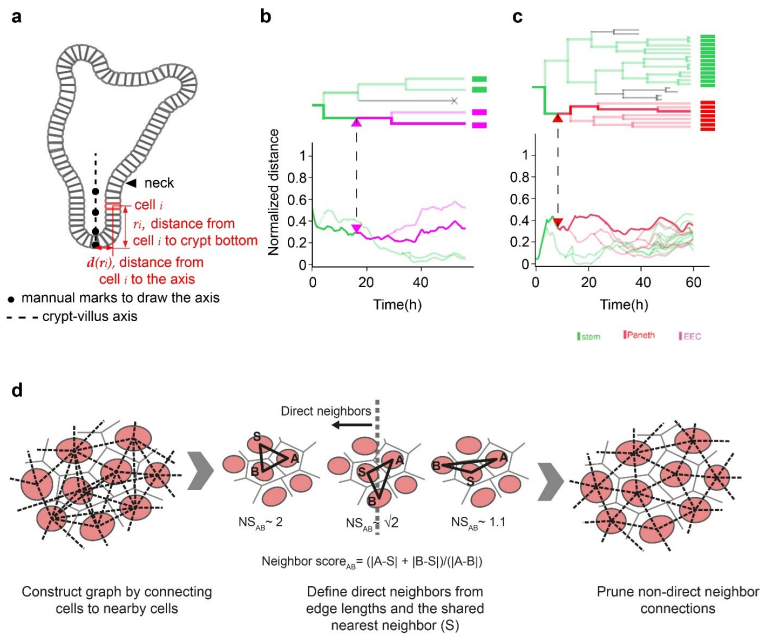 a
neck
cell i
ri, distance from
cell i to crypt bottom
d(ri), distance from
cell i to the axis
mannual marks to draw the axis
crypt-villus axis
b
Normalized distance
1
0.8
0.6
0.4
0.2
0
0
20
40
Time(h)
c
1
0.8
0.6
0.4
0.2
0
0
20
40
60
Time(h)
stem
Paneth
EEC
d
Direct neighbors
S
A
B
S
A
B
A
B
S
NSAB~ 2
NSAB~ √2
NSAB~ 1.1
Neighbor scoreAB= (|A-S| + |B-S|)/(|A-B|)
Construct graph by connecting
cells to nearby cells
Define direct neighbors from
edge lengths and the shared
nearest neighbor (S)
Prune non-direct neighbor
connections